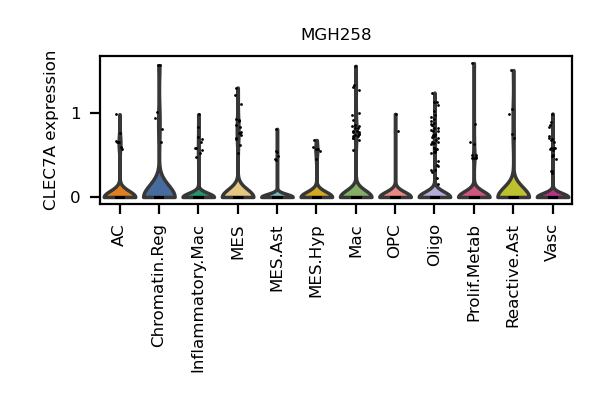 MGH258
CLEC7A expression
1
0
AC
Chromatin.Reg
Inflammatory.Mac
MES
MES.Ast
MES.Hyp
Mac
OPC
Oligo
Prolif.Metab
Reactive.Ast
Vasc